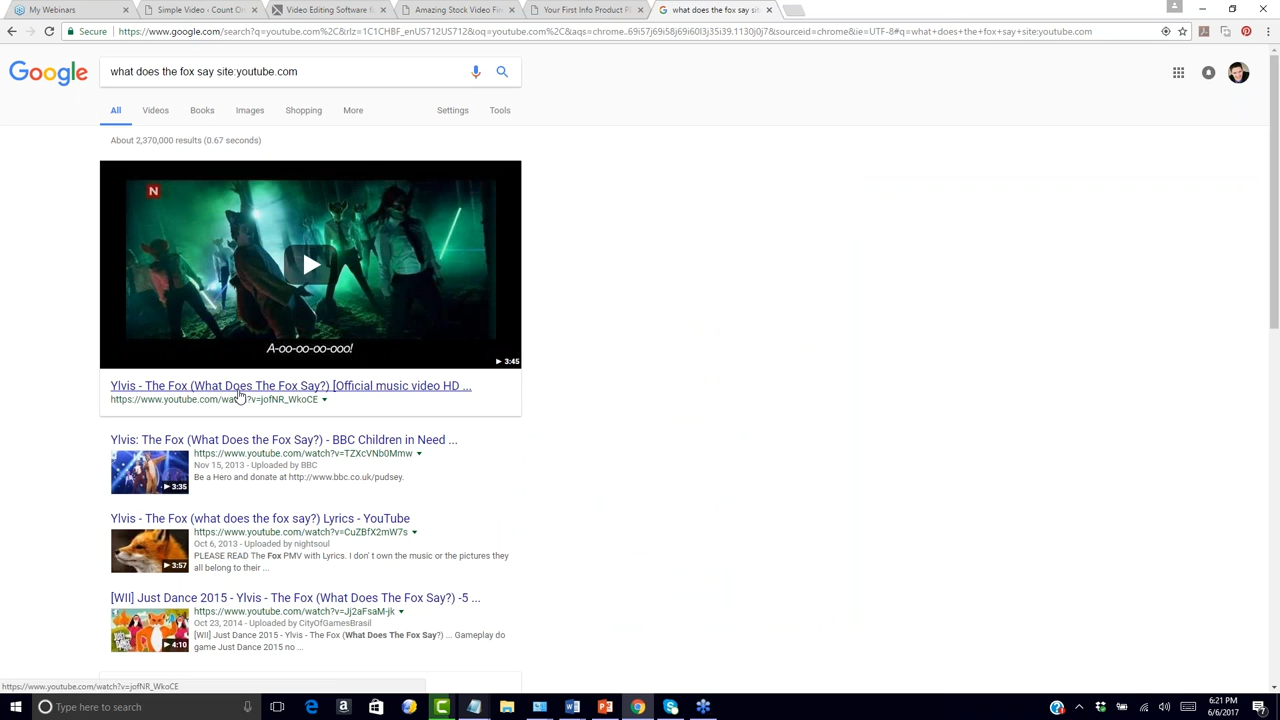 My Webinars
Simple Video + Count Cl
Video Editing Software fo
Amazing Stock Video Fin
Your First Info Product Pl
what does the fox say site
Secure
https://www.google.com/search?q=youtube.com%2C&rlz=1C1CHBF_enUS712US712&oq=youtube.com%2C&aqs=chrome..69i57j69i58j69i60l3j35i39.1130j0j7&sourceid=chrome&ie=UTF-8#q=what+does+the+fox+say+site:youtube.com
Google
what does the fox say site:youtube.com
All Videos Books Images Shopping More Settings Tools
About 2,370,000 results (0.67 seconds)
N
A-oo-oo-oo-ooo!
3:45
Ylvis - The Fox (What Does The Fox Say?) [Official music video HD ...
https://www.youtube.com/watch?v=jofNR_WkoCE
Ylvis: The Fox (What Does the Fox Say?) - BBC Children in Need ...
https://www.youtube.com/watch?v=TZXcVNb0Mmw
Nov 15, 2013 - Uploaded by BBC
Be a Hero and donate at http://www.bbc.co.uk/pudsey.
3:35
Ylvis - The Fox (what does the fox say?) Lyrics - YouTube
https://www.youtube.com/watch?v=CuZBfX2mW7s
Oct 6, 2013 - Uploaded by nightsoul
PLEASE READ The Fox PMV with Lyrics. I don' t own the music or the pictures they
all belong to their ...
3:57
[WII] Just Dance 2015 - Ylvis - The Fox (What Does The Fox Say?) -5 ...
https://www.youtube.com/watch?v=Jj2aFsaM-jk
Oct 23, 2014 - Uploaded by CityOfGamesBrasil
[WII] Just Dance 2015 - Ylvis - The Fox (What Does The Fox Say?) ... Gameplay do
game Just Dance 2015 no ...
4:10
https://www.youtube.com/watch?v=jofNR_WkoCE
Type here to search
6:21 PM
6/6/2017